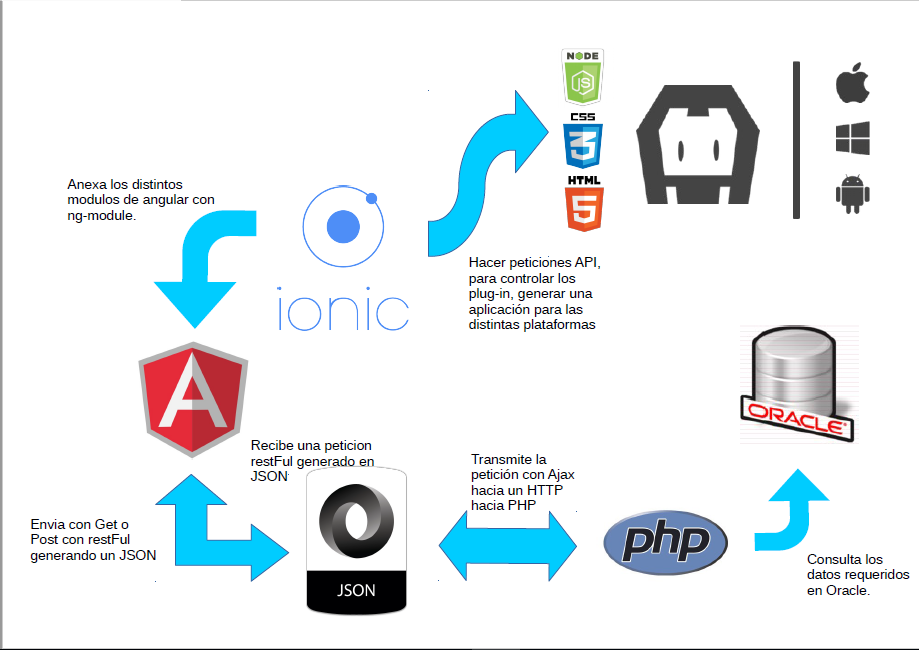 NODE
JS
CSS
3
HTML
5
Anexa los distintos
modulos de angular con
ng-module.
ionic
Hacer peticiones API,
para controlar los
plug-in, generar una
aplicación para las
distintas plataformas
A
ORACLE
Recibe una peticion
restFul generado en
JSON
Transmite la
petición con Ajax
hacia un HTTP
hacia PHP
Envia con Get o
Post con restFul
generando un JSON
JSON
php
Consulta los
datos requeridos
en Oracle.